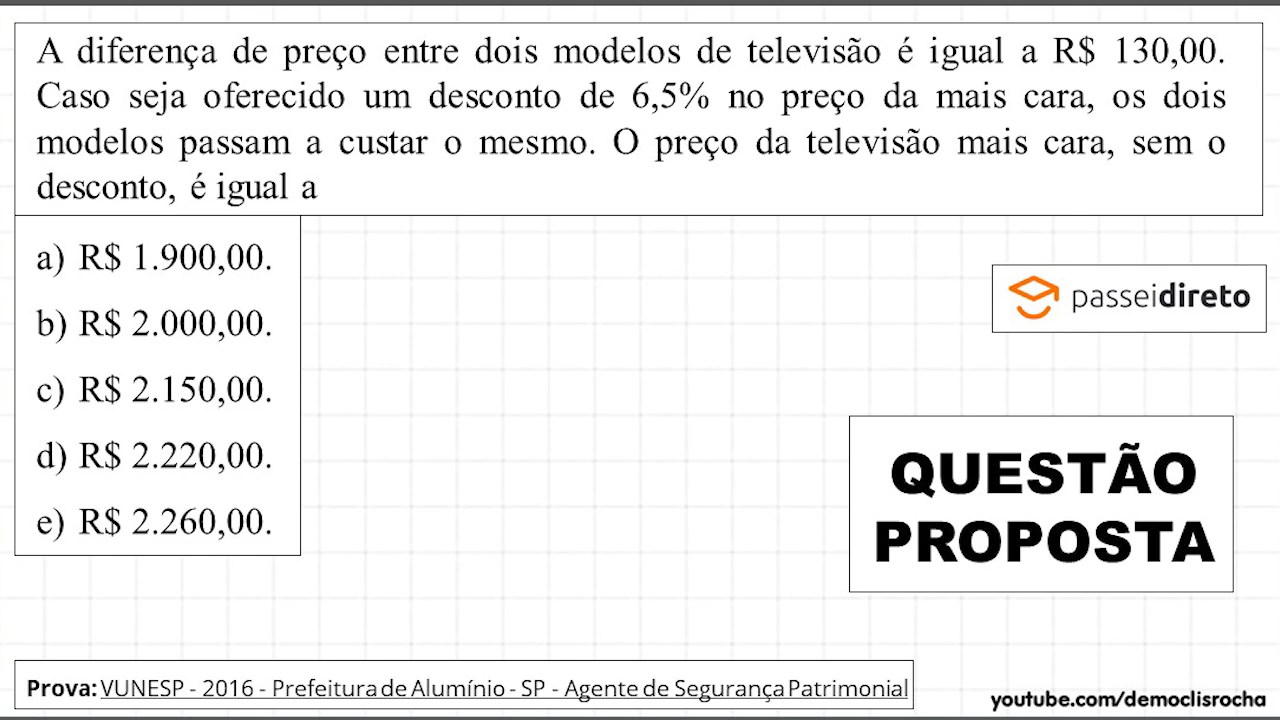 A diferença de preço entre dois modelos de televisão é igual a R$ 130,00.
Caso seja oferecido um desconto de 6,5% no preço da mais cara, os dois
modelos passam a custar o mesmo. O preço da televisão mais cara, sem o
desconto, é igual a
a) R$ 1.900,00.
b) R$ 2.000,00.
c) R$ 2.150,00.
d) R$ 2.220,00.
e) R$ 2.260,00.
passeidireto
QUESTÃO
PROPOSTA
Prova: VUNESP - 2016 - Prefeitura de Alumínio - SP - Agente de Segurança Patrimonial
youtube.com/democlisrocha